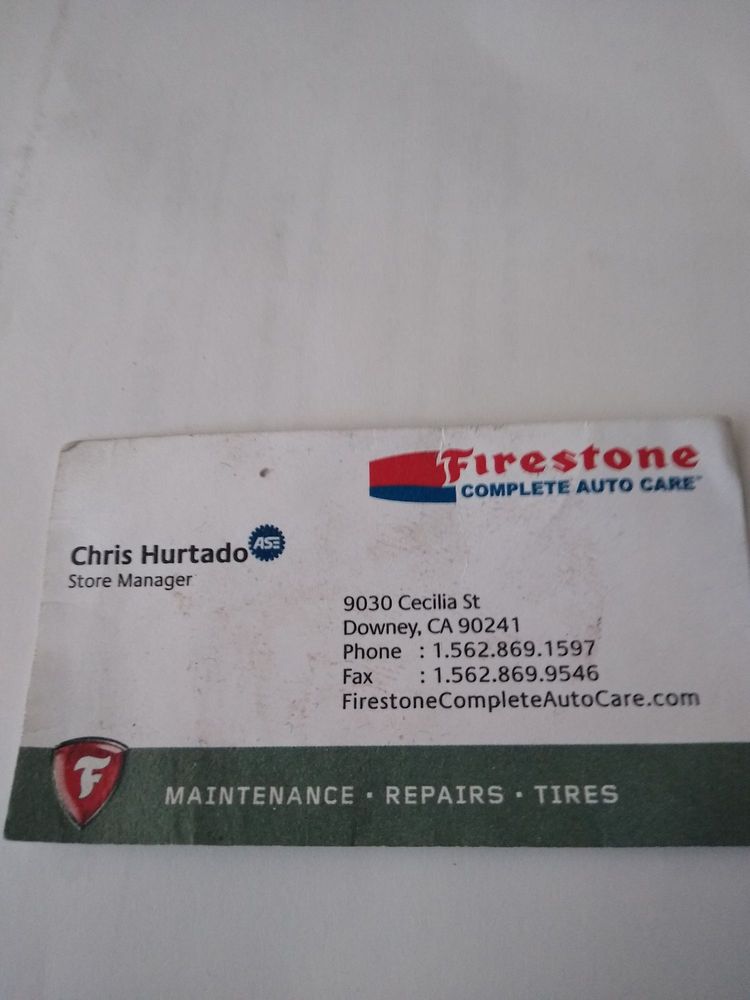 Firestone
COMPLETE AUTO CARE™
Chris Hurtado ASE
Store Manager
9030 Cecilia St
Downey, CA 90241
Phone : 1.562.869.1597
Fax : 1.562.869.9546
FirestoneCompleteAutoCare.com
F
MAINTENANCE · REPAIRS · TIRES